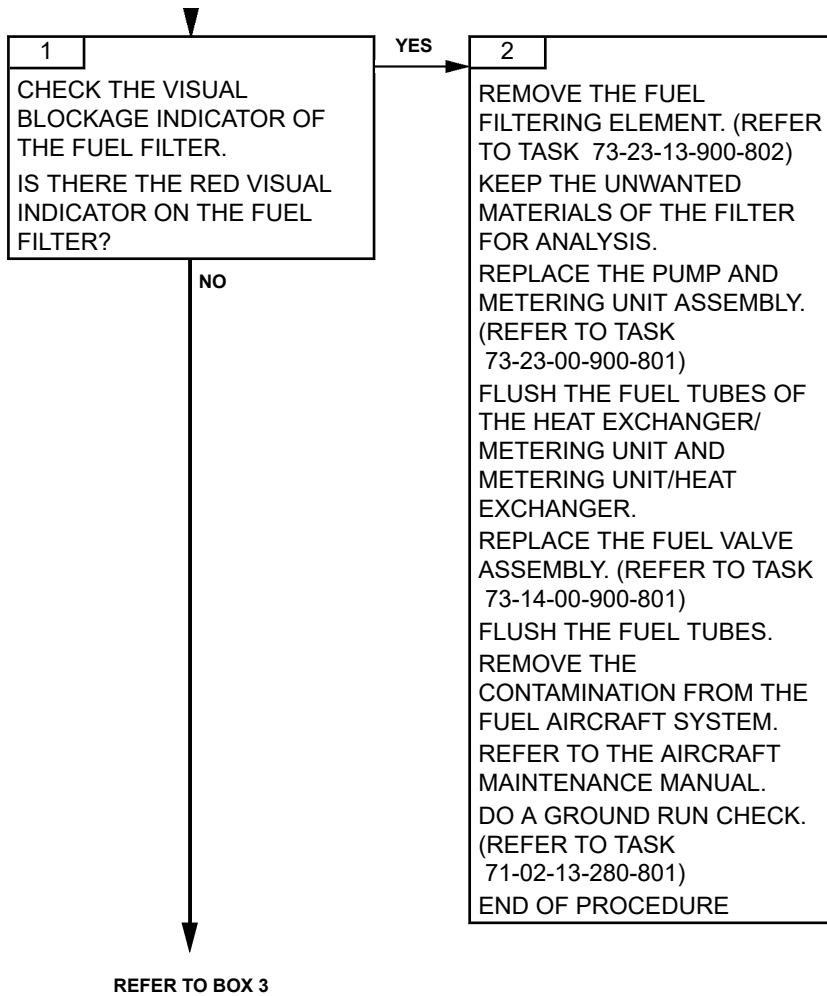 1
CHECK THE VISUAL
BLOCKAGE INDICATOR OF
THE FUEL FILTER.
IS THERE THE RED VISUAL
INDICATOR ON THE FUEL
FILTER?
YES
NO
2
REMOVE THE FUEL
FILTERING ELEMENT. (REFER
TO TASK 73-23-13-900-802)
KEEP THE UNWANTED
MATERIALS OF THE FILTER
FOR ANALYSIS.
REPLACE THE PUMP AND
METERING UNIT ASSEMBLY.
(REFER TO TASK
73-23-00-900-801)
FLUSH THE FUEL TUBES OF
THE HEAT EXCHANGER/
METERING UNIT AND
METERING UNIT/HEAT
EXCHANGER.
REPLACE THE FUEL VALVE
ASSEMBLY. (REFER TO TASK
73-14-00-900-801)
FLUSH THE FUEL TUBES.
REMOVE THE
CONTAMINATION FROM THE
FUEL AIRCRAFT SYSTEM.
REFER TO THE AIRCRAFT
MAINTENANCE MANUAL.
DO A GROUND RUN CHECK.
(REFER TO TASK
71-02-13-280-801)
END OF PROCEDURE
REFER TO BOX 3